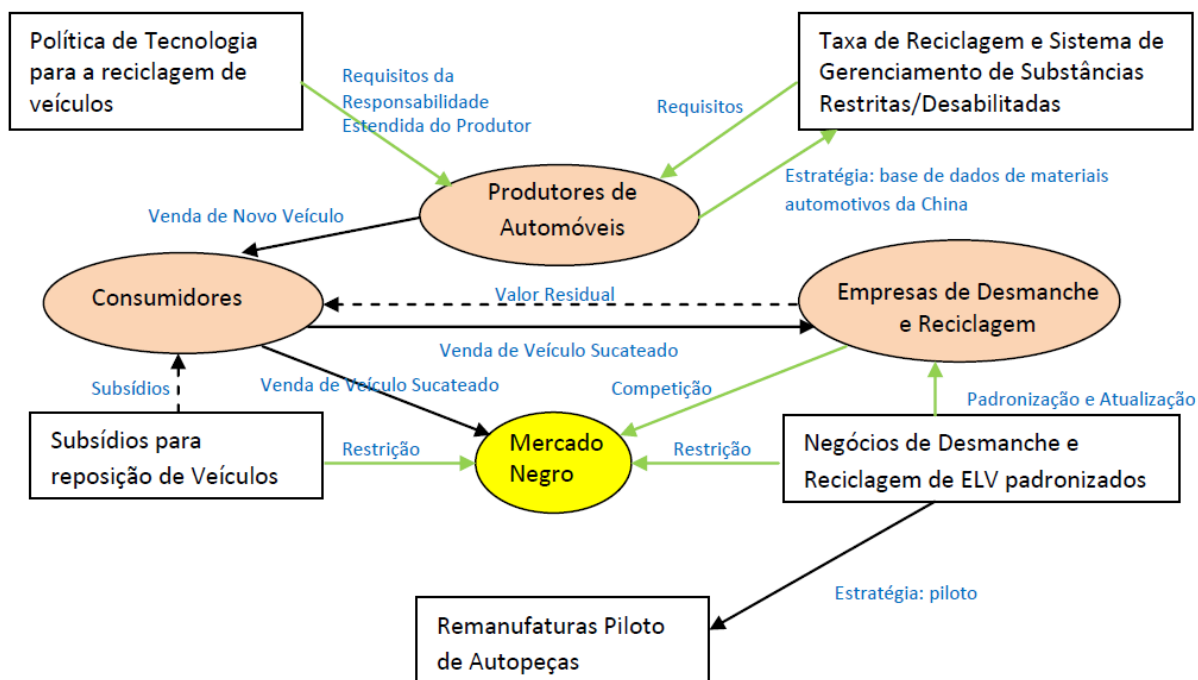 Política de Tecnologia
para a reciclagem de
veículos
Requisitos da
Responsabilidade
Estendida do Produtor
Requisitos
Taxa de Reciclagem e Sistema de
Gerenciamento de Substâncias
Restritas/Desabilitadas
Produtores de
Automóveis
Estratégia: base de dados de materiais
automotivos da China
Venda de Novo Veículo
Consumidores
Valor Residual
Empresas de Desmanche
e Reciclagem
Venda de Veículo Sucateado
Subsídios
Venda de Veículo Sucateado
Competição
Padronização e Atualização
Subsídios para
reposição de Veículos
Restrição
Mercado
Negro
Restrição
Negócios de Desmanche e
Reciclagem de ELV padronizados
Estratégia: piloto
Remanufaturas Piloto
de Autopeças